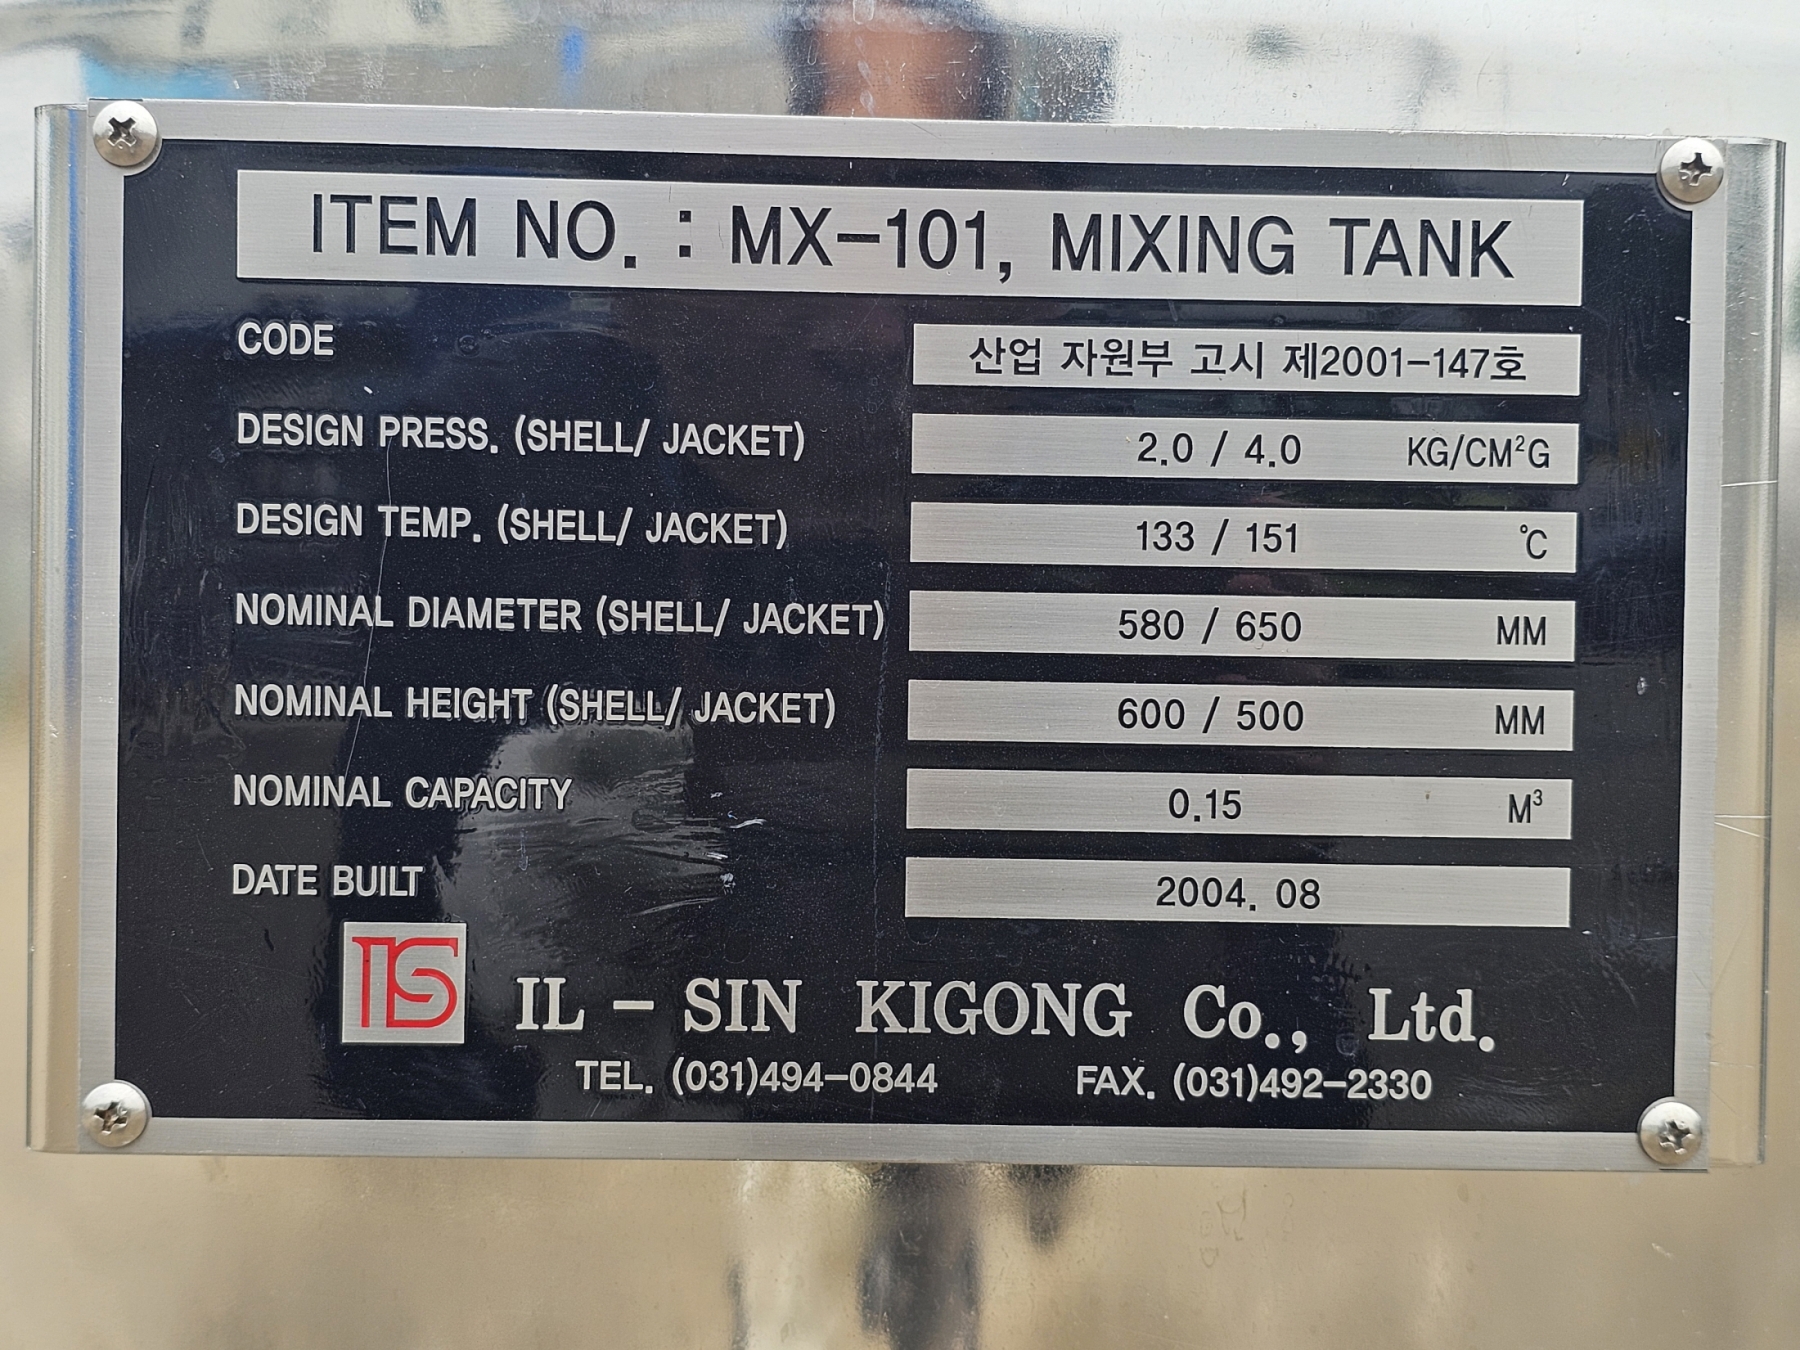 ITEM NO. : MX-101, MIXING TANK
CODE 산업 자원부 고시 제2001-147호
DESIGN PRESS. (SHELL/ JACKET) 2.0 / 4.0 KG/CM²G
DESIGN TEMP. (SHELL/ JACKET) 133 / 151 ℃
NOMINAL DIAMETER (SHELL/ JACKET) 580 / 650 MM
NOMINAL HEIGHT (SHELL/ JACKET) 600 / 500 MM
NOMINAL CAPACITY 0.15 M³
DATE BUILT 2004. 08
IS IL - SIN KIGONG Co., Ltd.
TEL. (031)494-0844 FAX. (031)492-2330